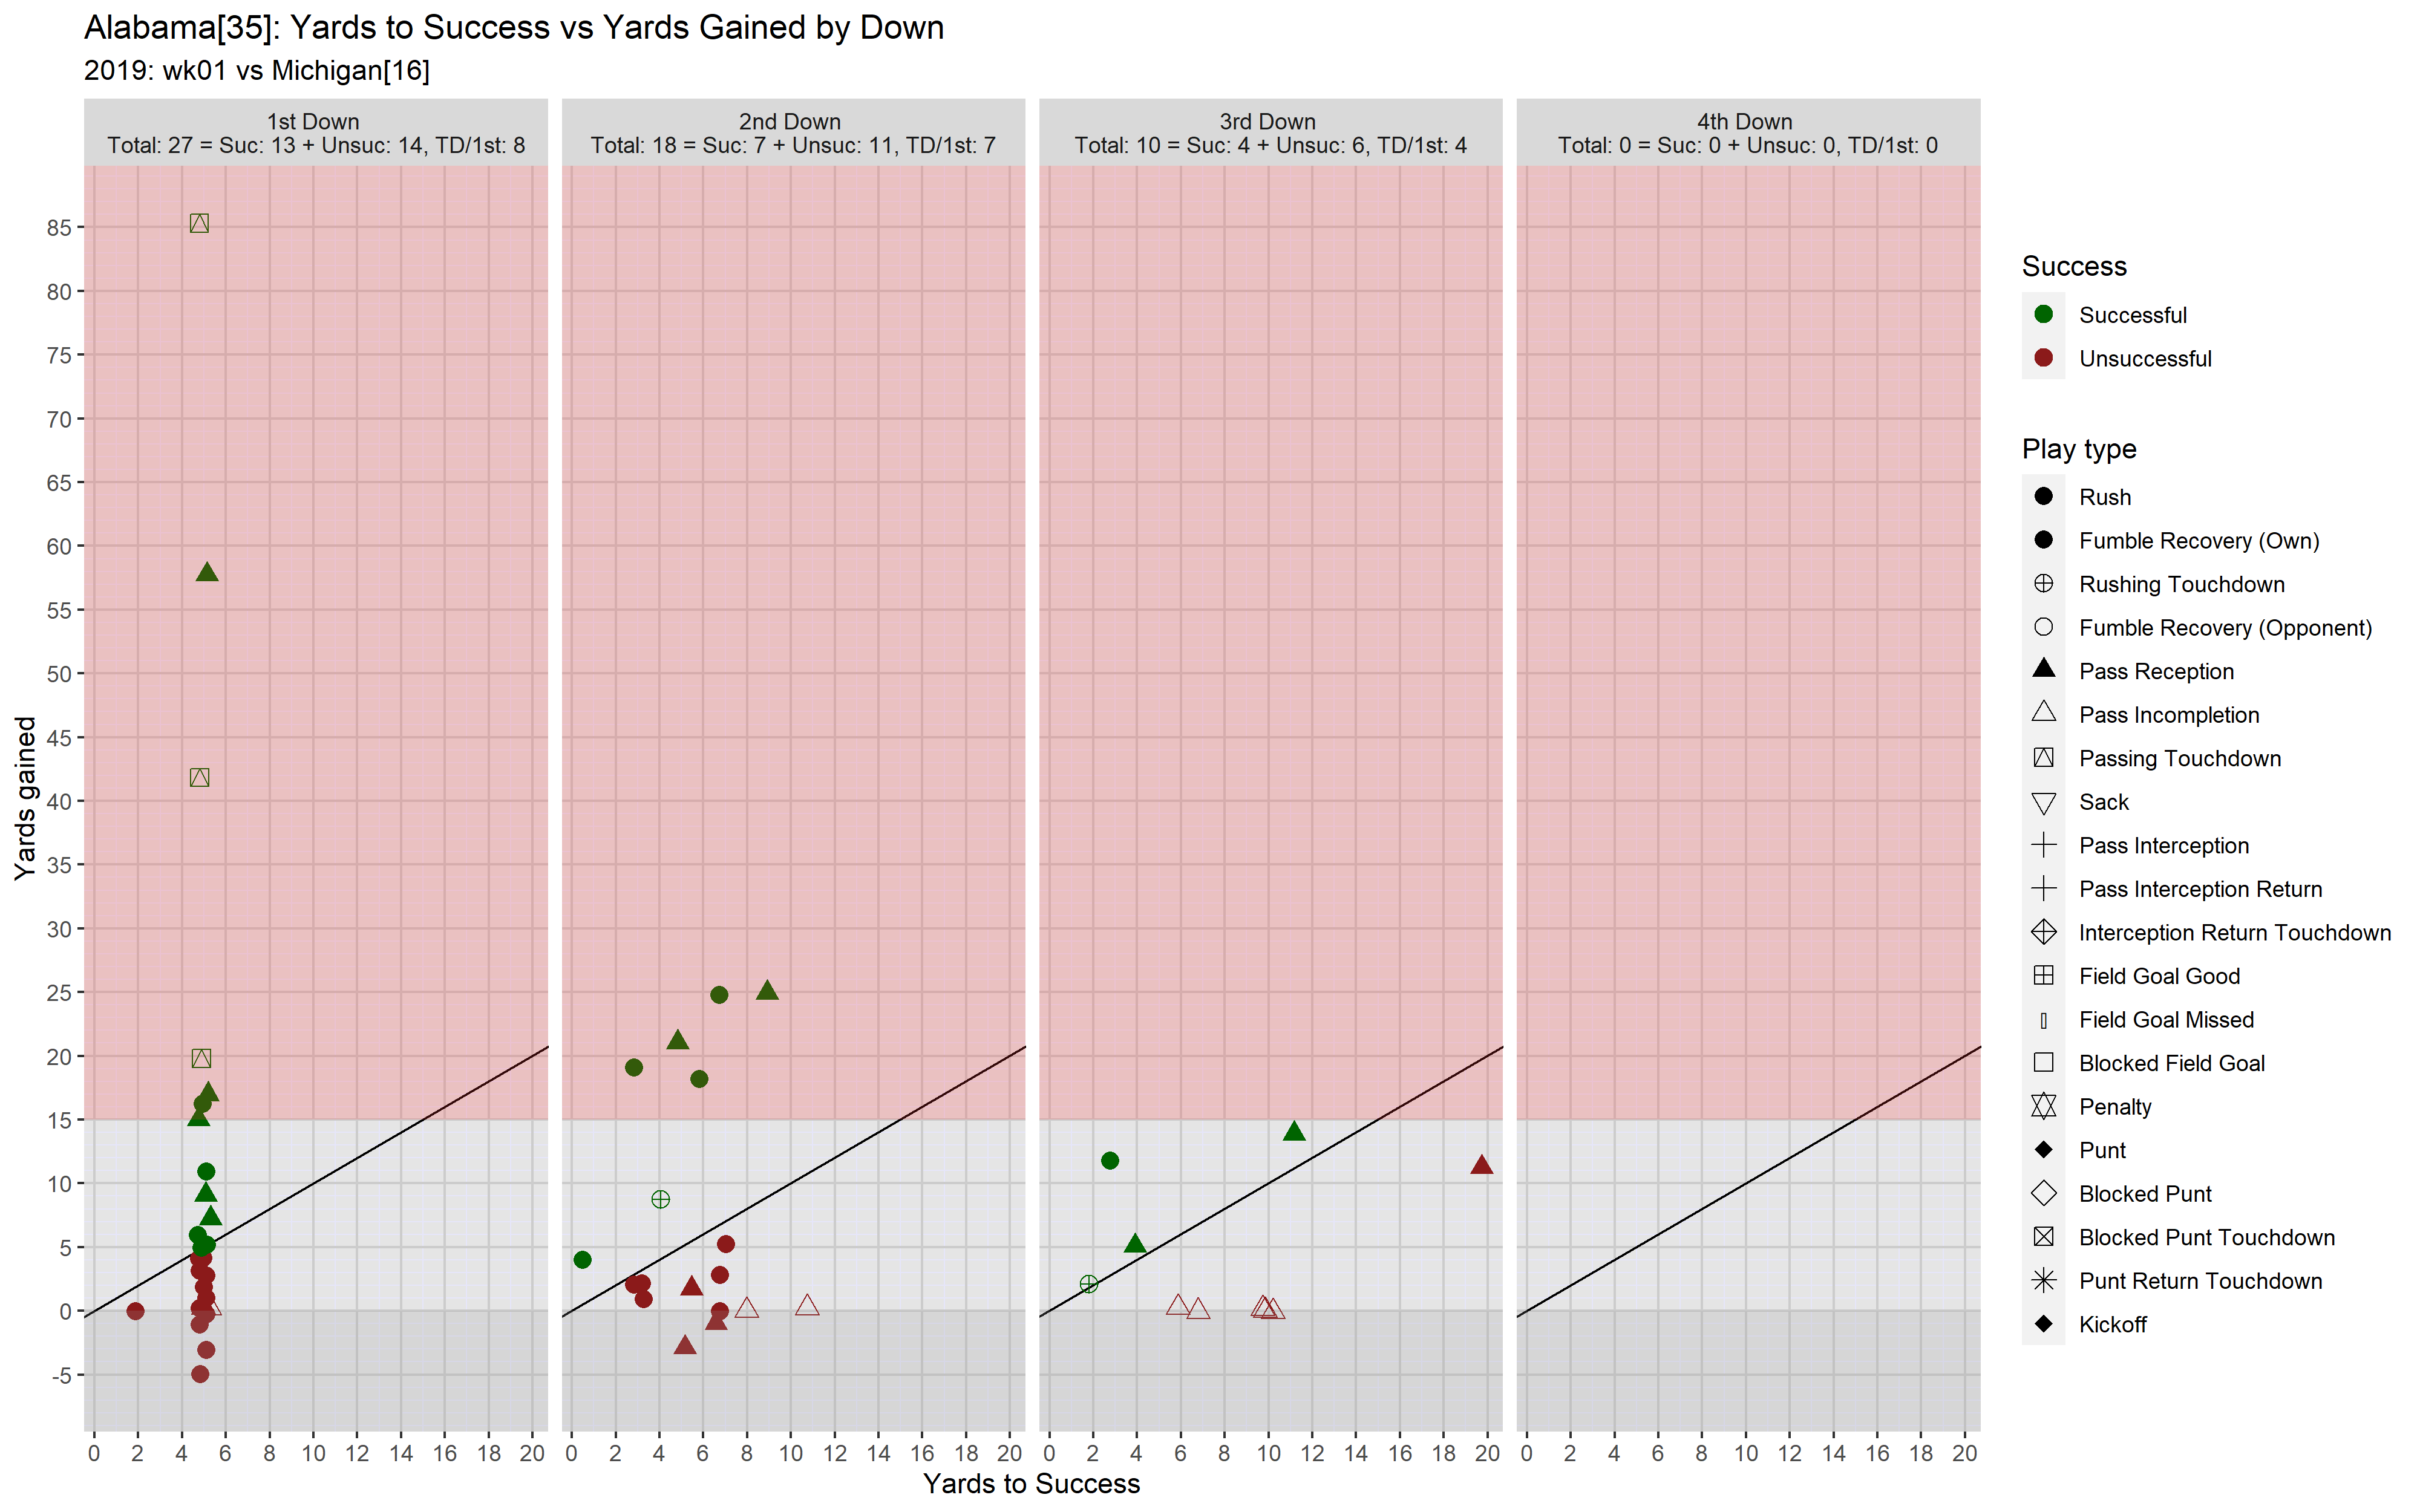 Alabama[35]: Yards to Success vs Yards Gained by Down
2019: wk01 vs Michigan[16]
1st Down
Total: 27 = Suc: 13 + Unsuc: 14, TD/1st: 8
2nd Down
Total: 18 = Suc: 7 + Unsuc: 11, TD/1st: 7
3rd Down
Total: 10 = Suc: 4 + Unsuc: 6, TD/1st: 4
4th Down
Total: 0 = Suc: 0 + Unsuc: 0, TD/1st: 0
Yards gained
85
80
75
70
65
60
55
50
45
40
35
30
25
20
15
10
5
0
-5
0 2 4 6 8 10 12 14 16 18 20
0 2 4 6 8 10 12 14 16 18 20
0 2 4 6 8 10 12 14 16 18 20
0 2 4 6 8 10 12 14 16 18 20
Yards to Success
Success
Successful
Unsuccessful
Play type
Rush
Fumble Recovery (Own)
Rushing Touchdown
Fumble Recovery (Opponent)
Pass Reception
Pass Incompletion
Passing Touchdown
Sack
Pass Interception
Pass Interception Return
Interception Return Touchdown
Field Goal Good
Field Goal Missed
Blocked Field Goal
Penalty
Punt
Blocked Punt
Blocked Punt Touchdown
Punt Return Touchdown
Kickoff